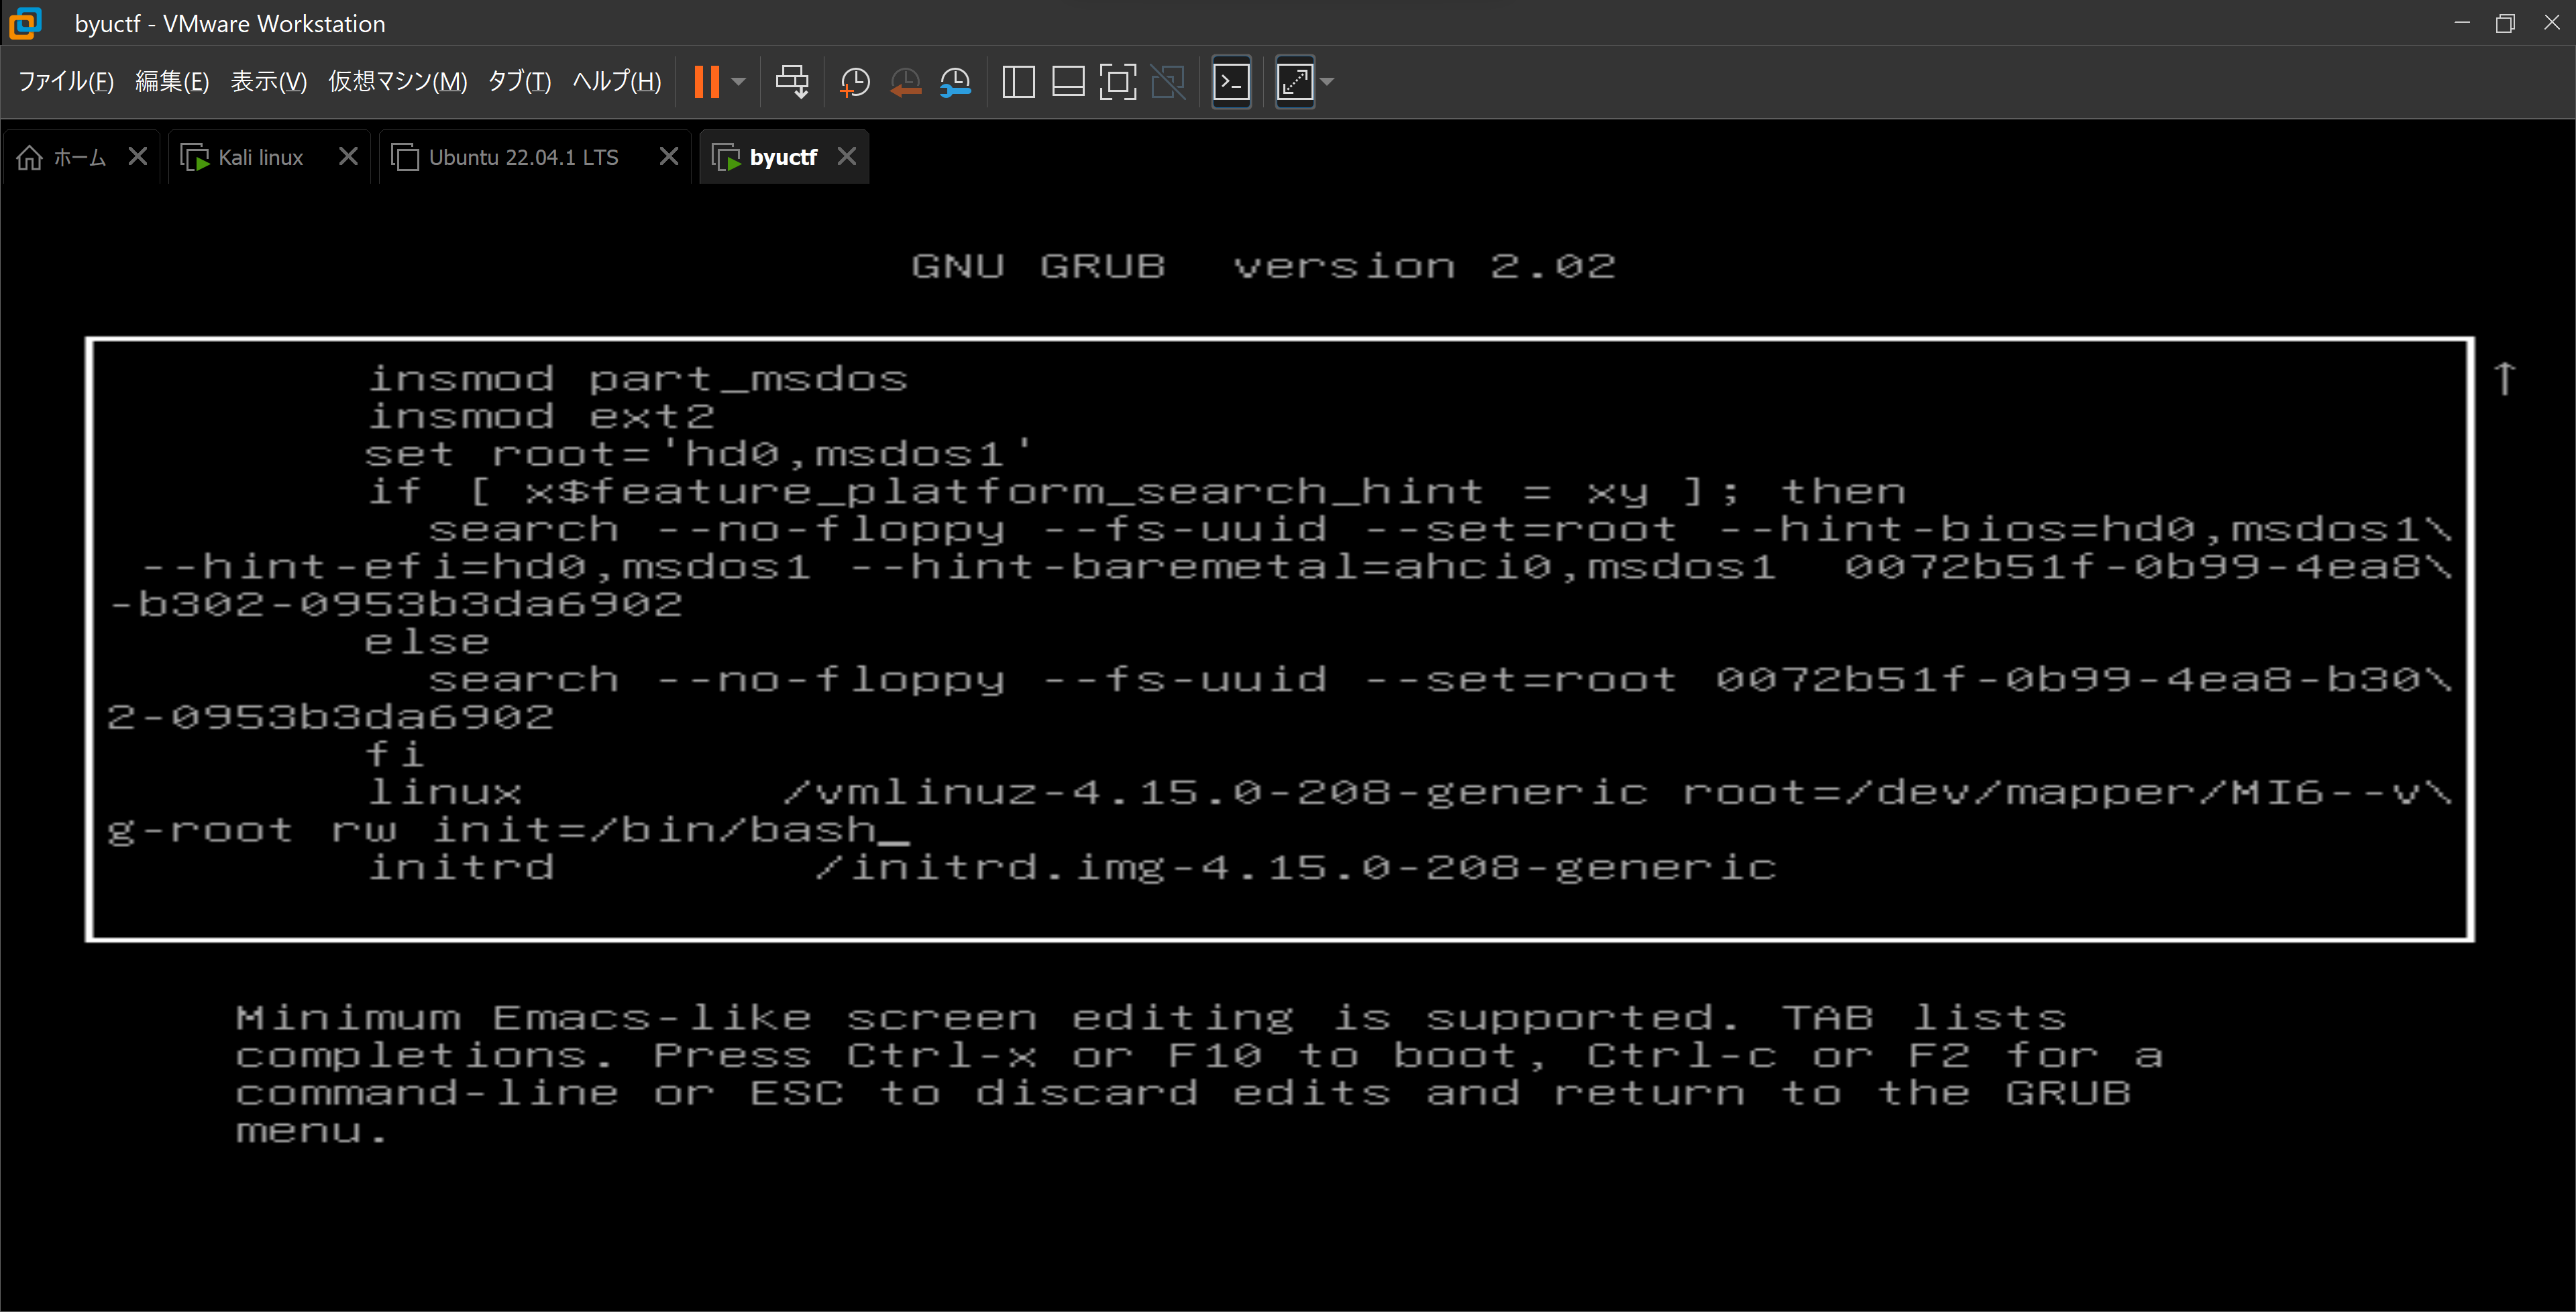 byuctf - VMware Workstation
ファイル(F) 編集(E) 表示(V) 仮想マシン(M) タブ(T) ヘルプ(H)
ホーム Kali linux Ubuntu 22.04.1 LTS byuctf
GNU GRUB  version 2.02
insmod part_msdos
insmod ext2
set root='hd0,msdos1'
if [ x$feature_platform_search_hint = xy ]; then
search --no-floppy --fs-uuid --set=root --hint-bios=hd0,msdos1\
--hint-efi=hd0,msdos1 --hint-baremetal=ahci0,msdos1  0072b51f-0b99-4ea8\
-b302-0953b3da6902
else
search --no-floppy --fs-uuid --set=root 0072b51f-0b99-4ea8-b30\
2-0953b3da6902
fi
linux        /vmlinuz-4.15.0-208-generic root=/dev/mapper/MI6--v\
g-root rw init=/bin/bash_
initrd        /initrd.img-4.15.0-208-generic
Minimum Emacs-like screen editing is supported. TAB lists
completions. Press Ctrl-x or F10 to boot, Ctrl-c or F2 for a
command-line or ESC to discard edits and return to the GRUB
menu.